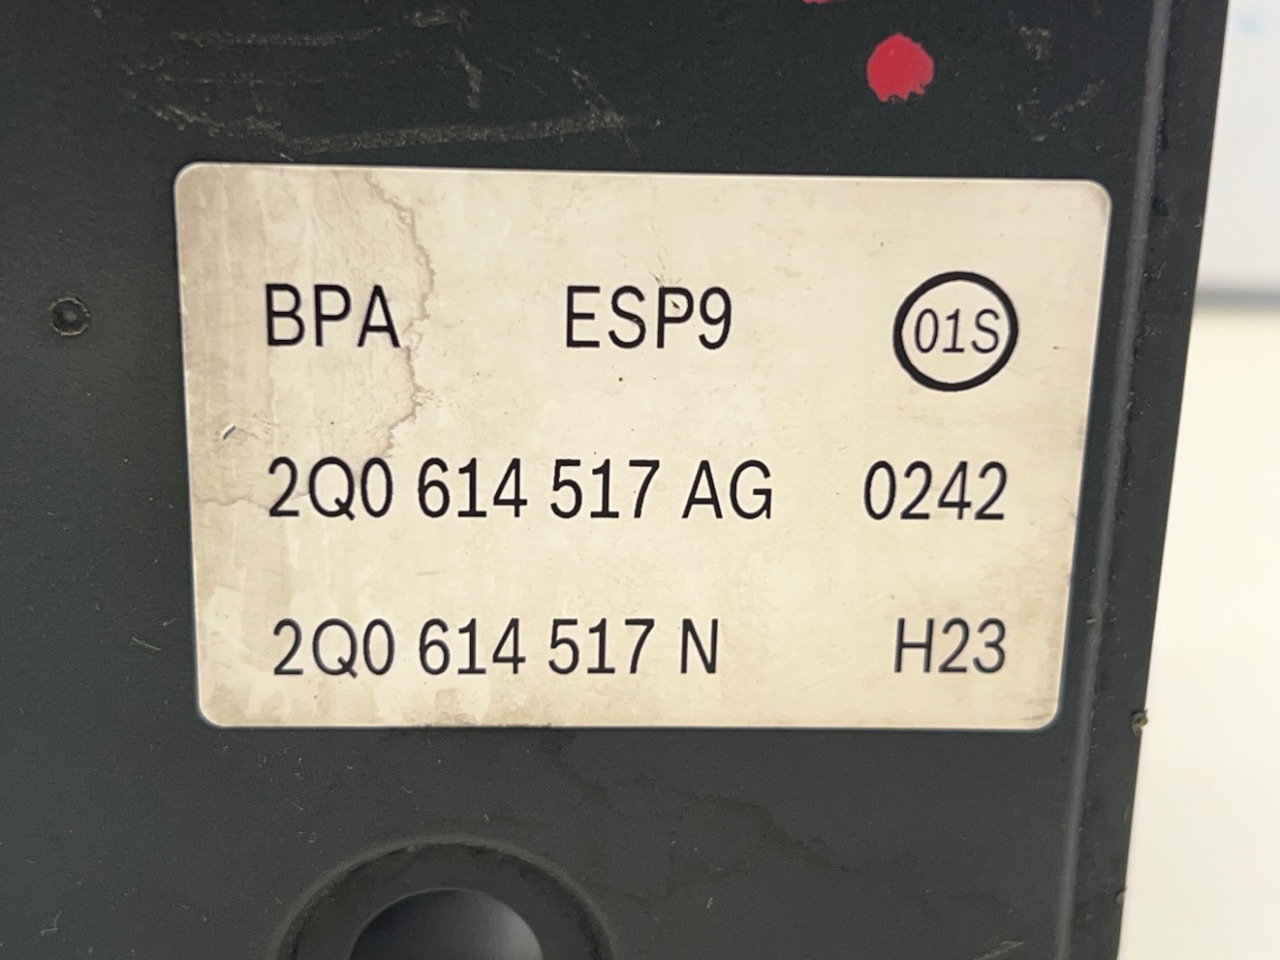 BPA ESP9 01S
2Q0 614 517 AG 0242
2Q0 614 517 N H23